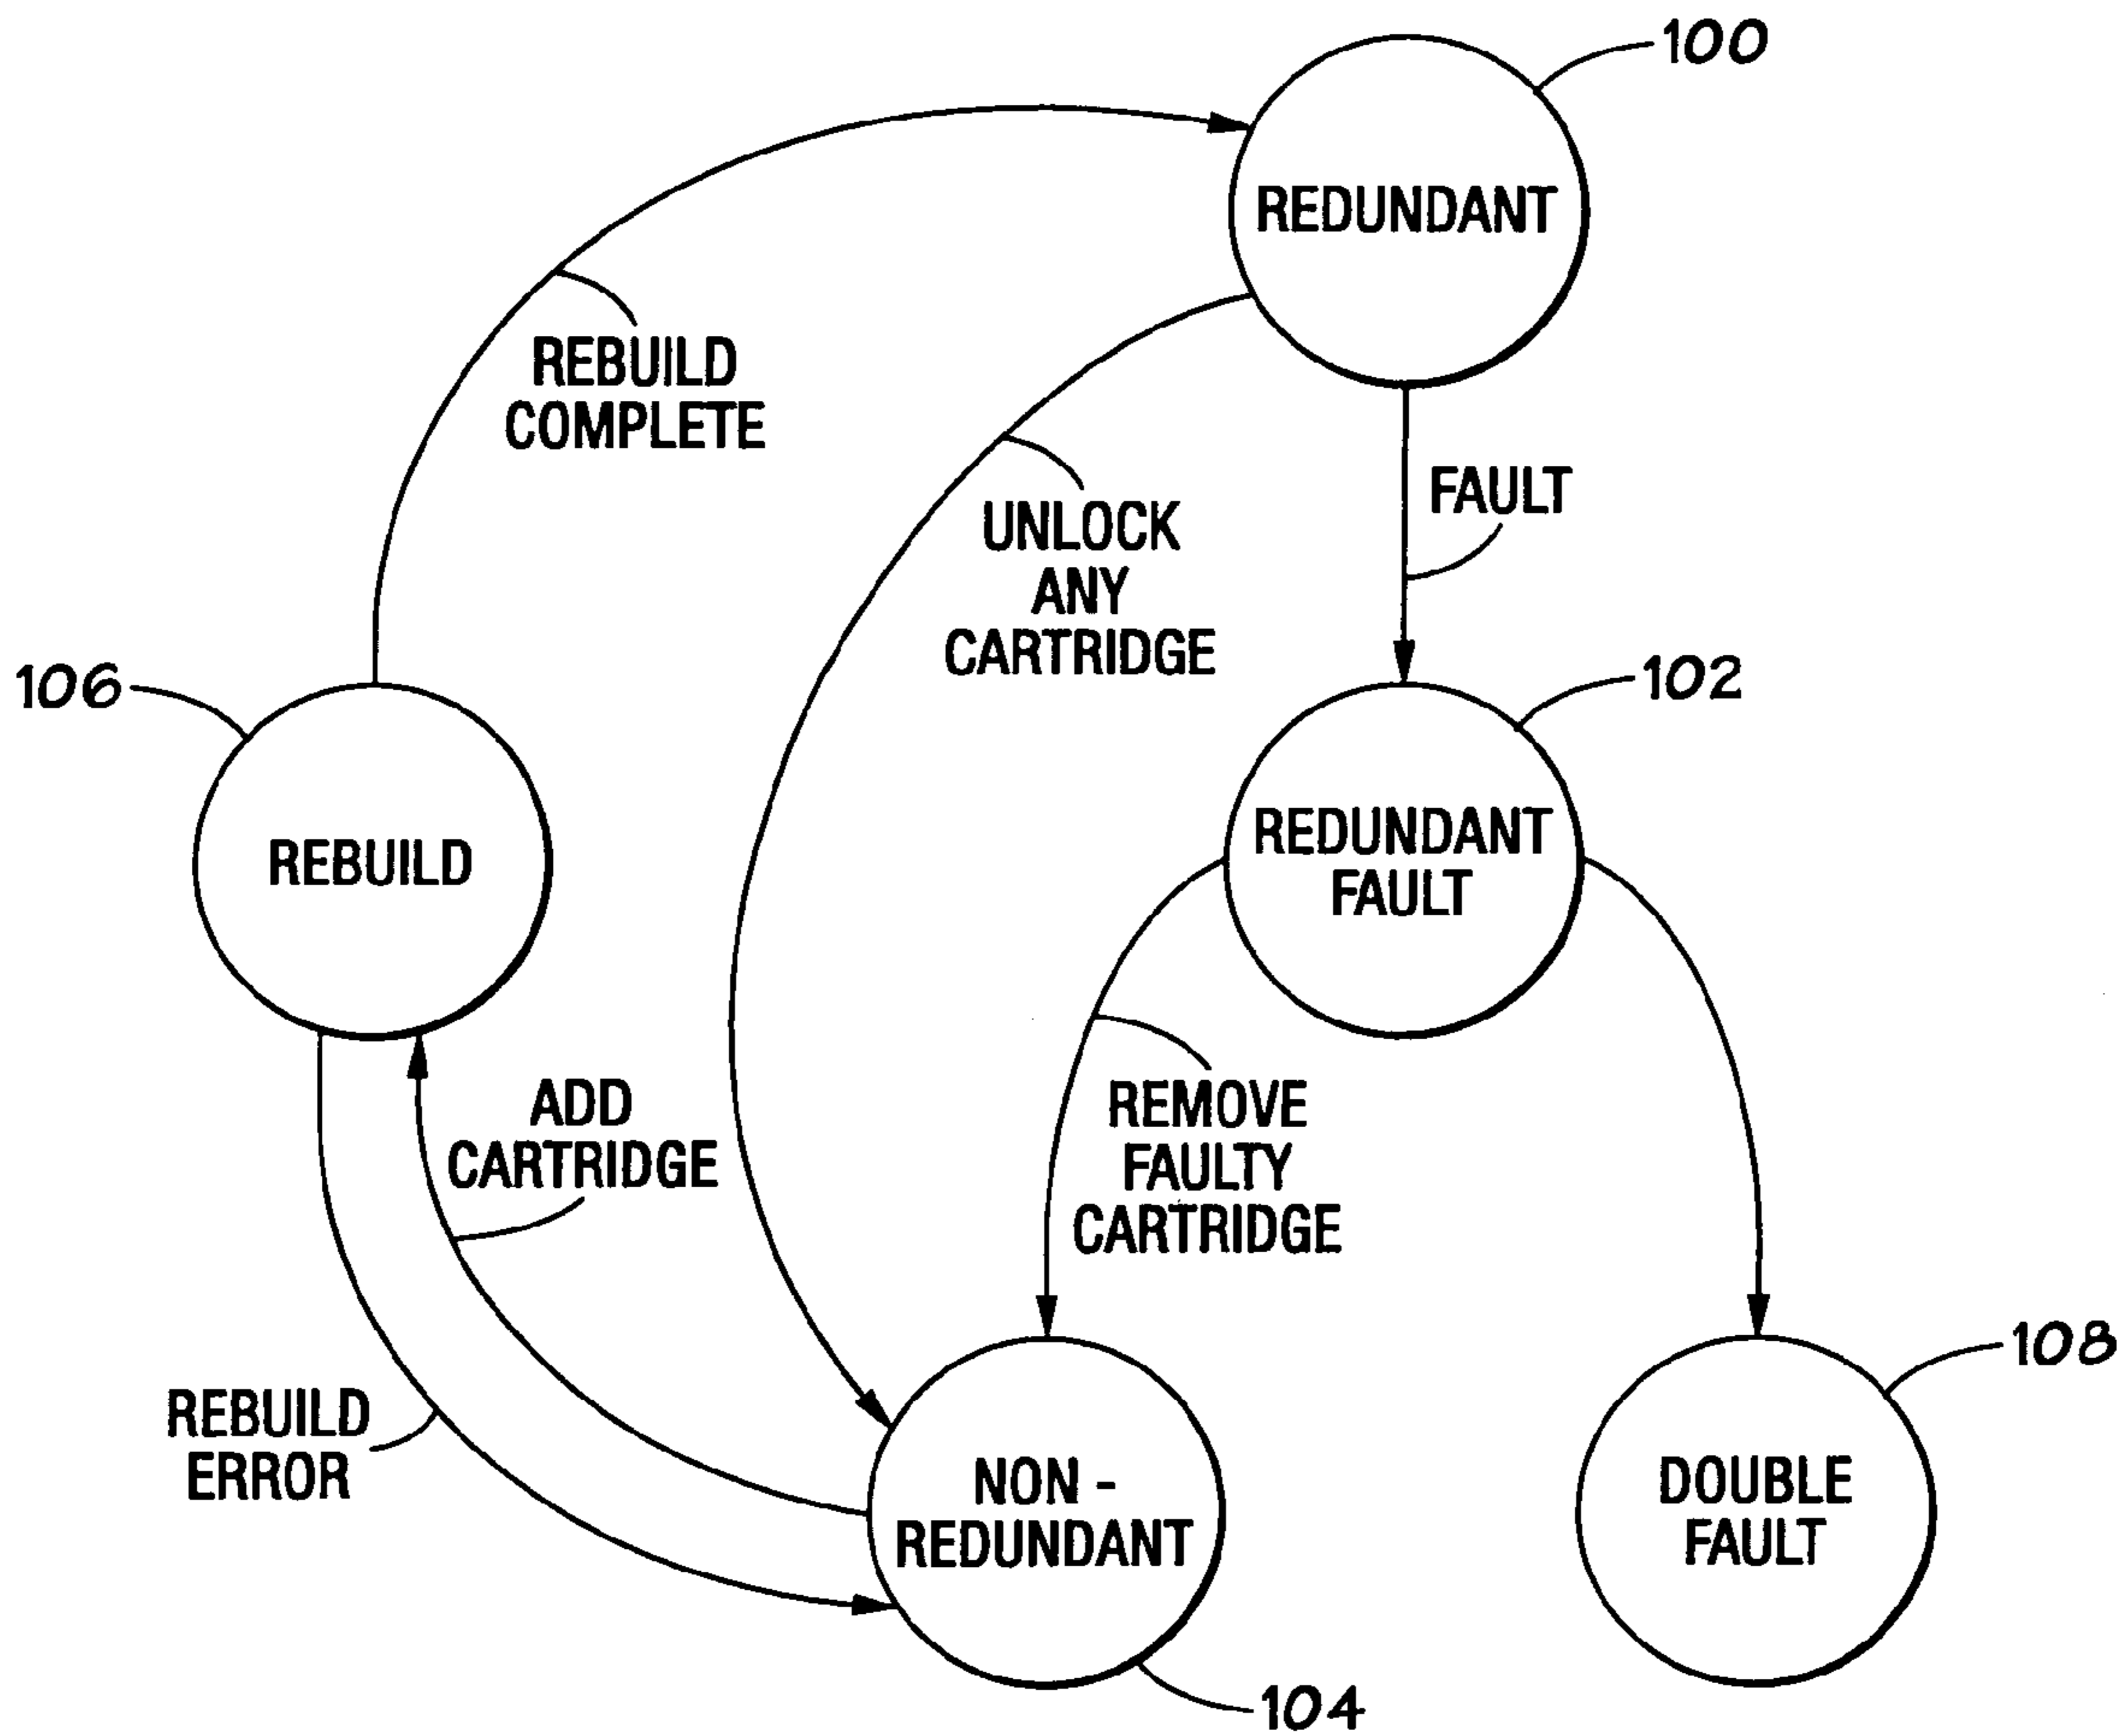 100
REDUNDANT
REBUILD
COMPLETE
UNLOCK
ANY
CARTRIDGE
FAULT
106
102
REBUILD
REDUNDANT
FAULT
ADD
CARTRIDGE
REMOVE
FAULTY
CARTRIDGE
REBUILD
ERROR
NON -
REDUNDANT
108
DOUBLE
FAULT
104